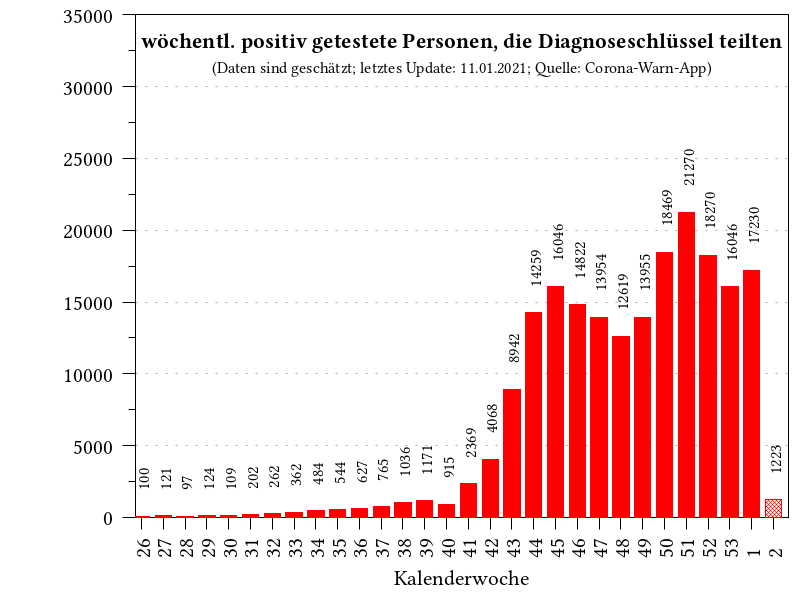 wöchentl. positiv getestete Personen, die Diagnoseschlüssel teilten
(Daten sind geschätzt; letztes Update: 11.01.2021; Quelle: Corona-Warn-App)
35000
30000
25000
20000
15000
10000
5000
0
100 121 97 124 109 202 262 362 484 544 627 765 1036 1171 915 2369 4068 8942 14259 16046 14822 13954 12619 13955 18469 21270 18270 16046 17230 1223
26 27 28 29 30 31 32 33 34 35 36 37 38 39 40 41 42 43 44 45 46 47 48 49 50 51 52 53 1 2
Kalenderwoche